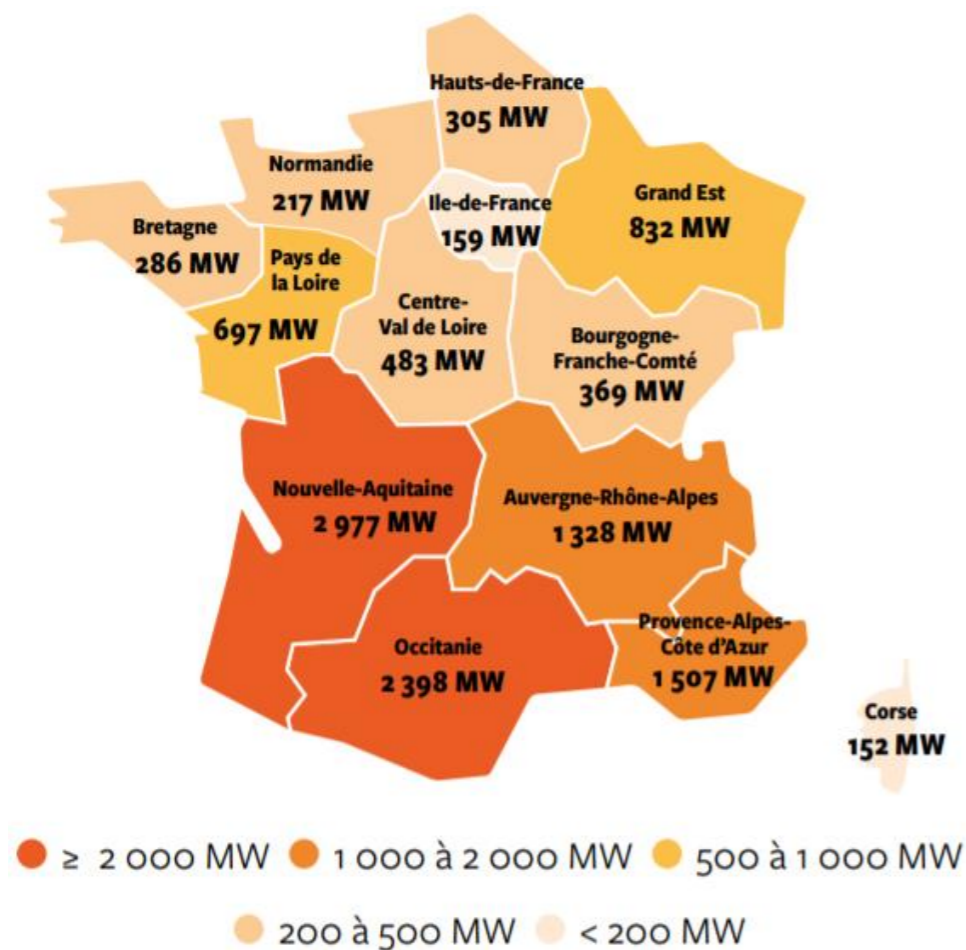 Hauts-de-France
305 MW
Normandie
217 MW
Ile-de-France
159 MW
Grand Est
832 MW
Bretagne
286 MW
Pays de
la Loire
697 MW
Centre-
Val de Loire
483 MW
Bourgogne-
Franche-Comté
369 MW
Nouvelle-Aquitaine
2 977 MW
Auvergne-Rhône-Alpes
1 328 MW
Occitanie
2 398 MW
Provence-Alpes-
Côte d'Azur
1 507 MW
Corse
152 MW
≥ 2 000 MW 1 000 à 2 000 MW 500 à 1 000 MW
200 à 500 MW < 200 MW